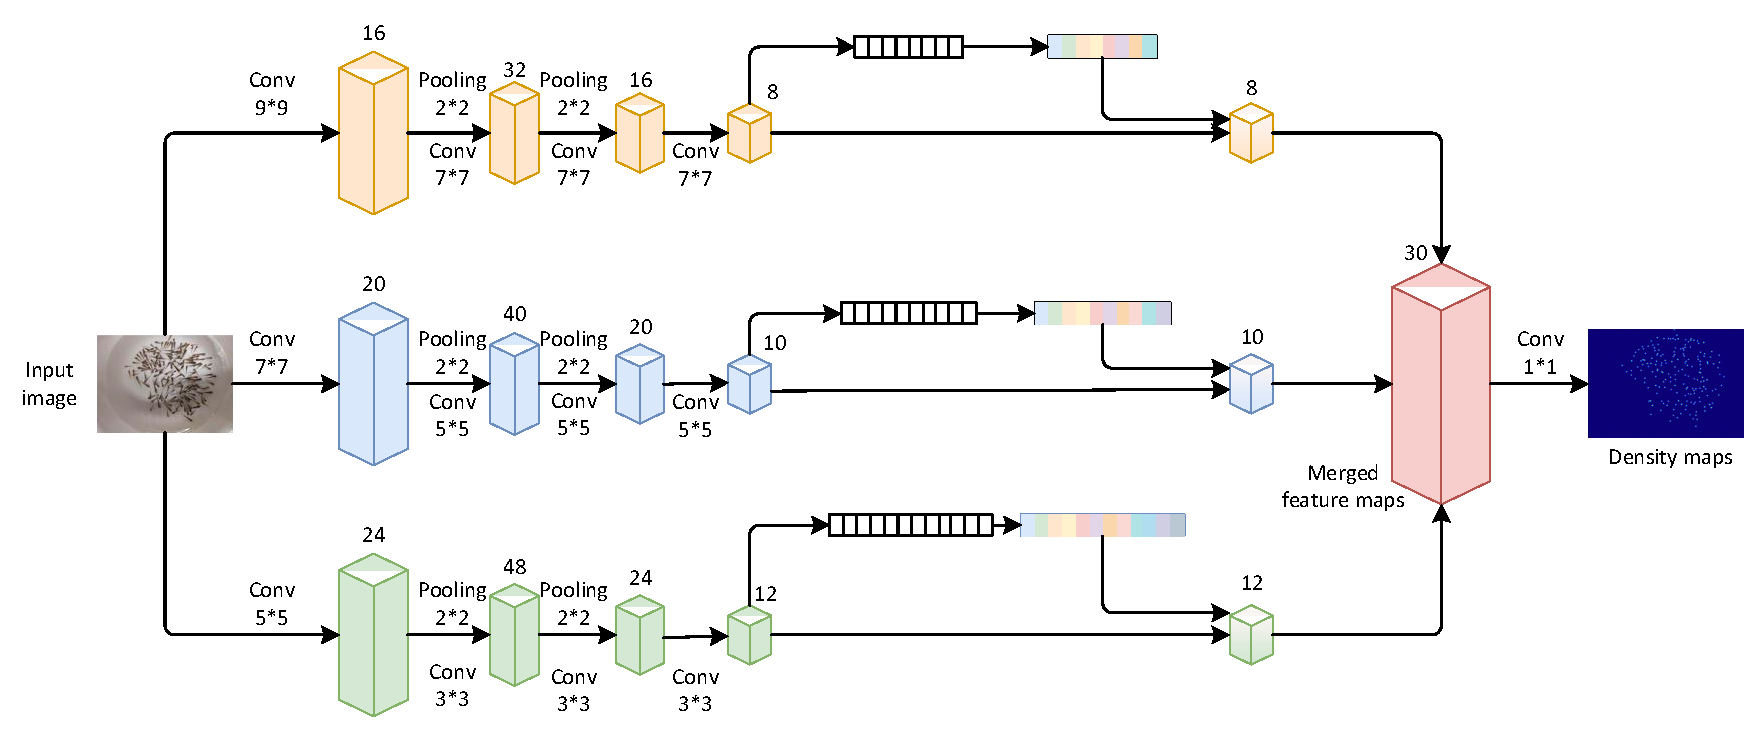 16
Conv
9*9
Pooling
2*2
Conv
7*7
32
Pooling
2*2
Conv
7*7
16
Conv
7*7
8
8
Input
image
Conv
7*7
20
Pooling
2*2
Conv
5*5
40
Pooling
2*2
Conv
5*5
20
Conv
5*5
10
10
30
Merged
feature maps
Conv
1*1
Density maps
Conv
5*5
24
Pooling
2*2
Conv
3*3
48
Pooling
2*2
Conv
3*3
24
Conv
3*3
12
12